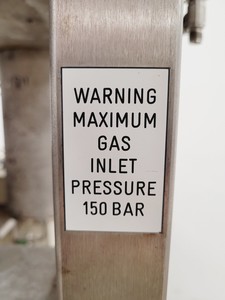 WARNING
MAXIMUM
GAS
INLET
PRESSURE
150 BAR